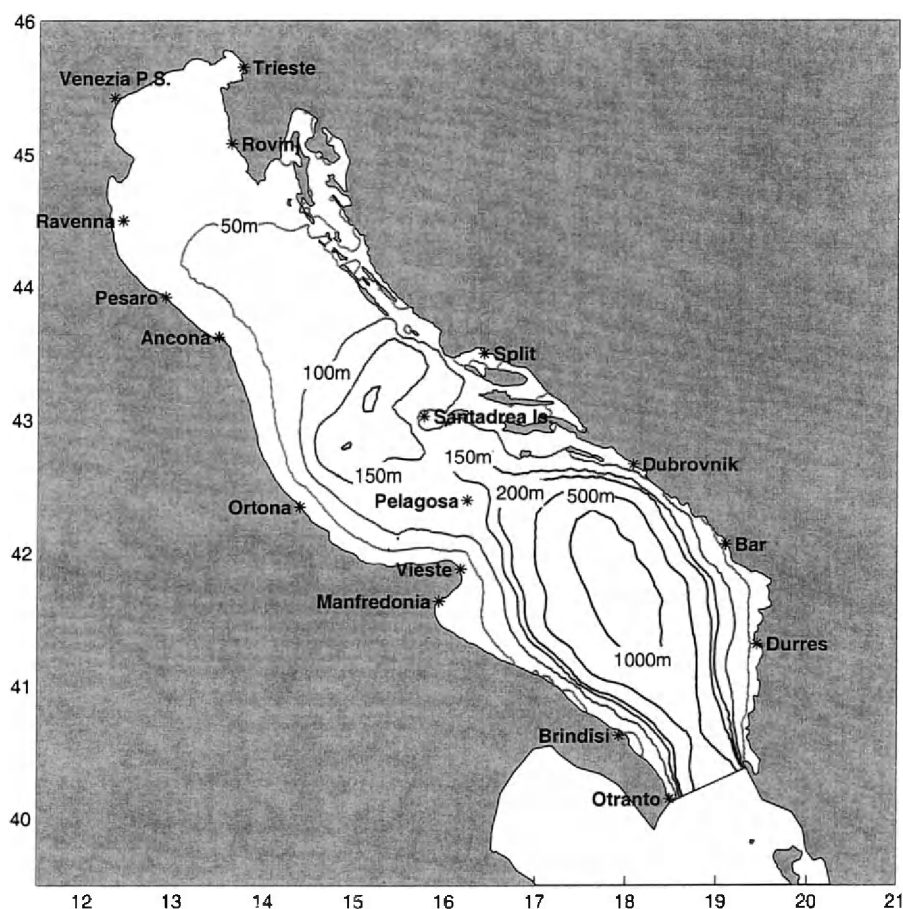 46
Trieste
Venezia P.S.
45
Rovinj
Ravenna
50m
44
Pesaro
Ancona
Split
100m
43
Santadrea Is.
150m
150m
Dubrovnik
200m
500m
Pelagosa
Ortona
42
Bar
Vieste
Manfredonia
Durres
1000m
41
Brindisi
Otranto
40
12 13 14 15 16 17 18 19 20 21